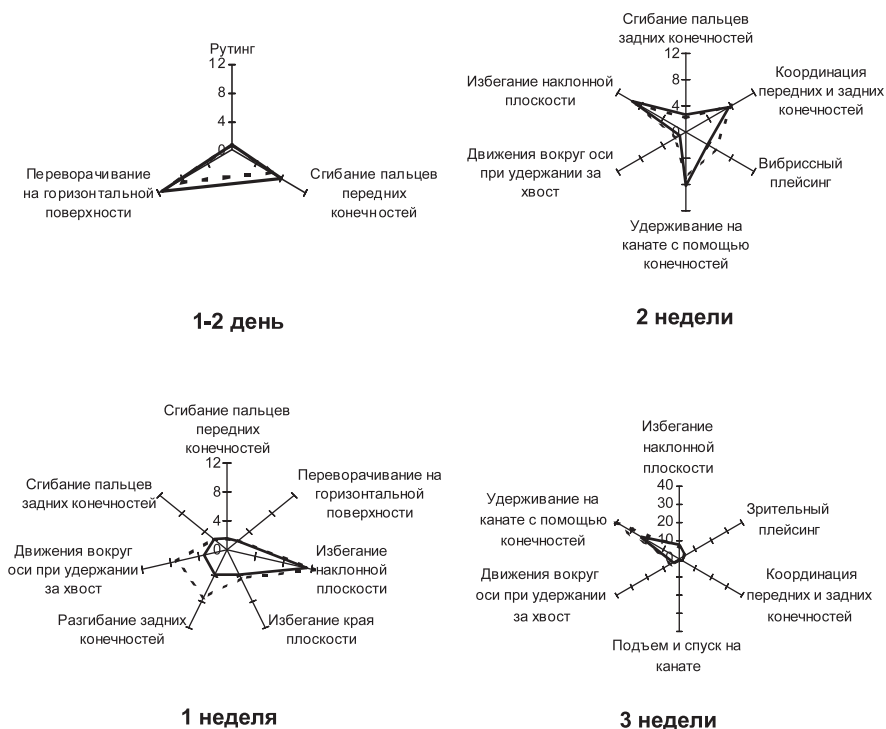 Рутинг
12
8
4
0
Переворачивание
на горизонтальной
поверхности
Сгибание пальцев
передних
конечностей
1-2 день
Сгибание пальцев
задних конечностей
12
8
4
0
Избегание наклонной
плоскости
Координация
передних и задних
конечностей
Движения вокруг оси
при удержании за
хвост
Вибриссный
плейсинг
Удерживание на
канате с помощью
конечностей
2 недели
Сгибание пальцев
передних
конечностей
12
8
4
0
Сгибание пальцев
задних конечностей
Переворачивание на
горизонтальной
поверхности
Движения вокруг
оси при удержании
за хвост
Избегание
наклонной
плоскости
Разгибание задних
конечностей
Избегание края
плоскости
1 неделя
Избегание
наклонной
плоскости
40
30
20
10
0
Удерживание на
канате с помощью
конечностей
Зрительный
плейсинг
Движения вокруг
оси при удержании
за хвост
Координация
передних и задних
конечностей
Подъем и спуск на
канате
3 недели